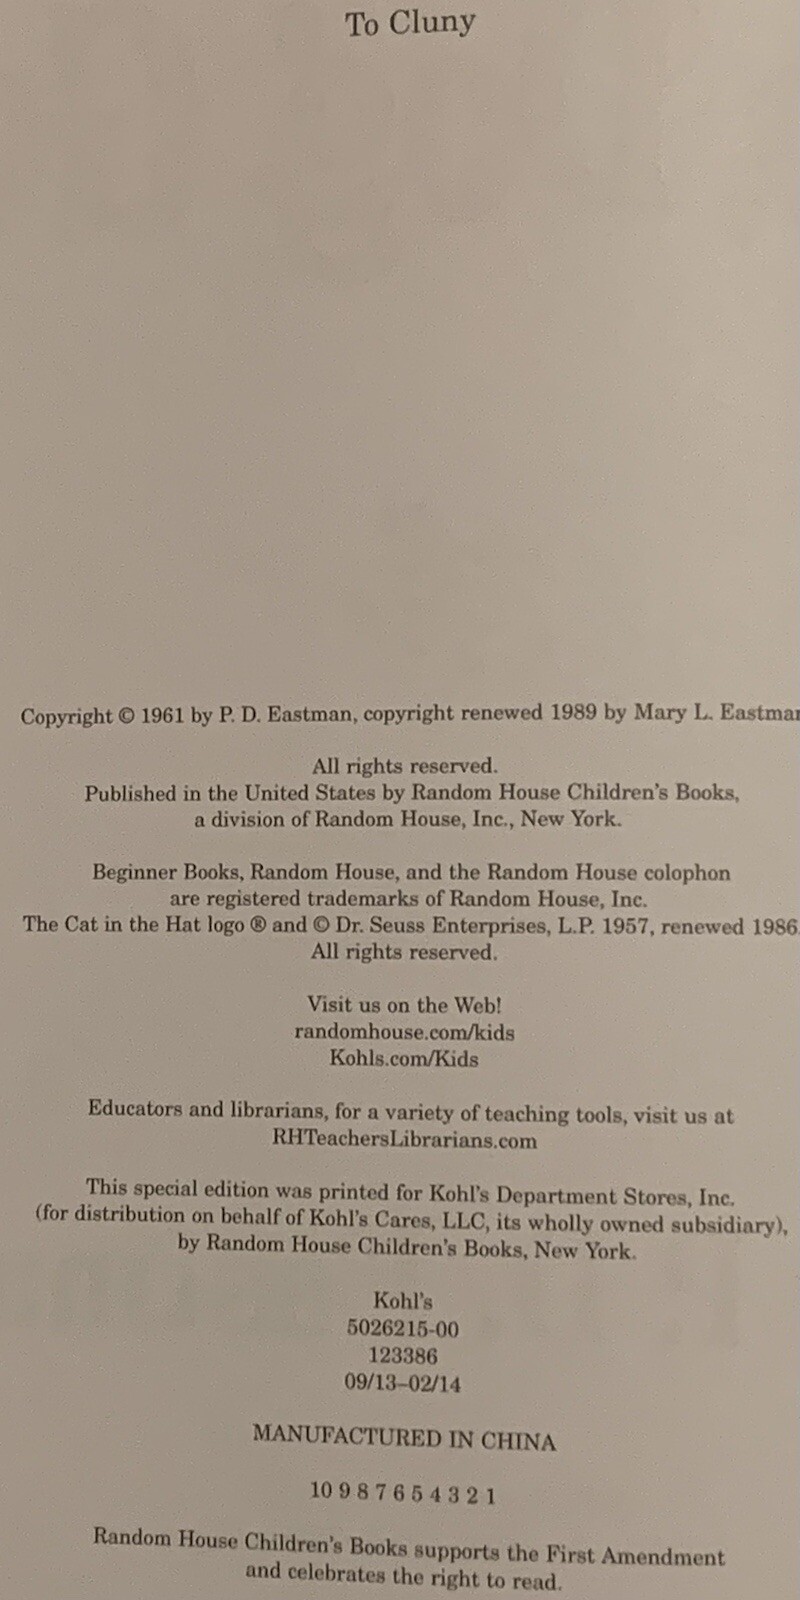 To Cluny
Copyright © 1961 by P. D. Eastman, copyright renewed 1989 by Mary L. Eastman
All rights reserved.
Published in the United States by Random House Children's Books,
a division of Random House, Inc., New York.
Beginner Books, Random House, and the Random House colophon
are registered trademarks of Random House, Inc.
The Cat in the Hat logo ® and © Dr. Seuss Enterprises, L.P. 1957, renewed 1986.
All rights reserved.
Visit us on the Web!
randomhouse.com/kids
Kohls.com/Kids
Educators and librarians, for a variety of teaching tools, visit us at
RHTeachersLibrarians.com
This special edition was printed for Kohl's Department Stores, Inc.
(for distribution on behalf of Kohl's Cares, LLC, its wholly owned subsidiary),
by Random House Children's Books, New York.
Kohl's
5026215-00
123386
09/13–02/14
MANUFACTURED IN CHINA
10 9 8 7 6 5 4 3 2 1
Random House Children's Books supports the First Amendment
and celebrates the right to read.